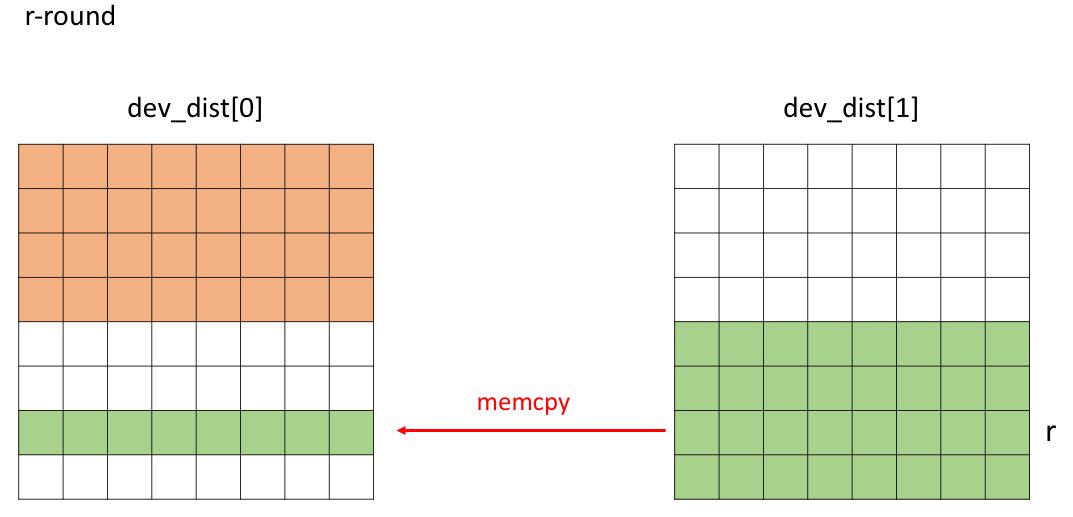 r-round
dev_dist[0]
dev_dist[1]
memcpy
r